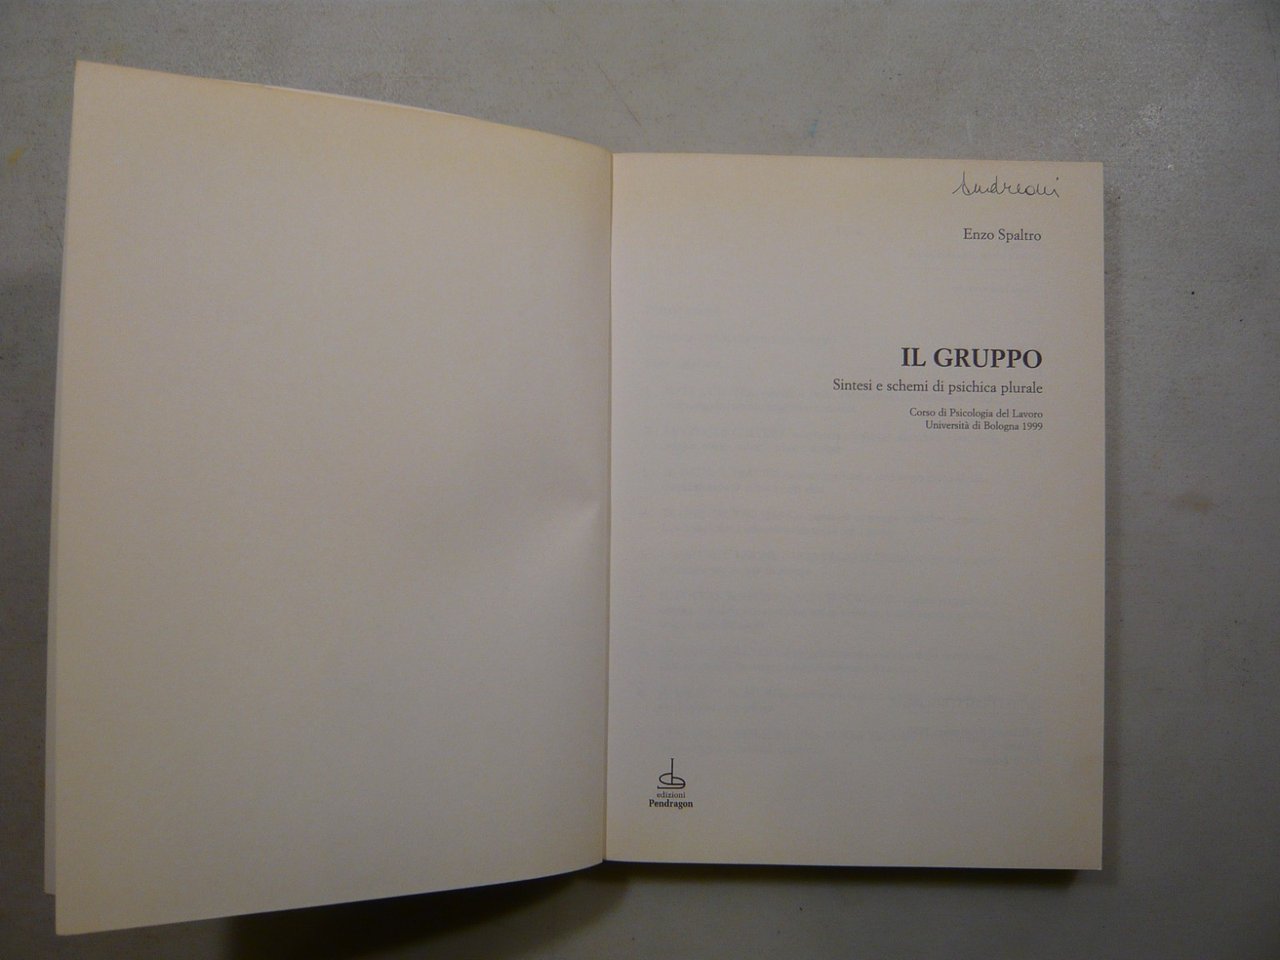 Andreoni
Enzo Spaltro
IL GRUPPO
Sintesi e schemi di psichica plurale
Corso di Psicologia del Lavoro
Università di Bologna 1999
edizioni
Pendragon